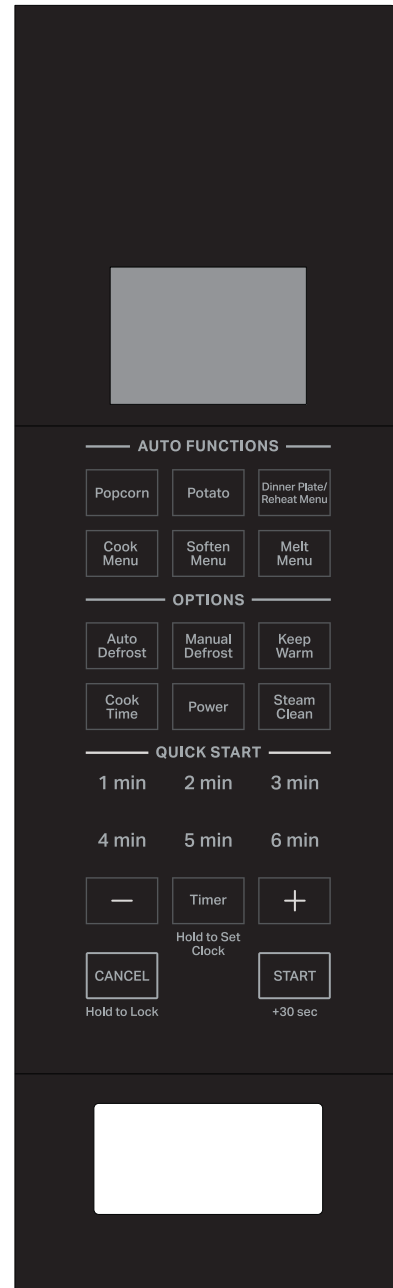 AUTO FUNCTIONS
Popcorn
Potato
Dinner Plate/
Reheat Menu
Cook
Menu
Soften
Menu
Melt
Menu
OPTIONS
Auto
Defrost
Manual
Defrost
Keep
Warm
Cook
Time
Power
Steam
Clean
QUICK START
1 min 2 min 3 min
4 min 5 min 6 min
—
Timer
+
Hold to Set
Clock
CANCEL
START
Hold to Lock
+30 sec